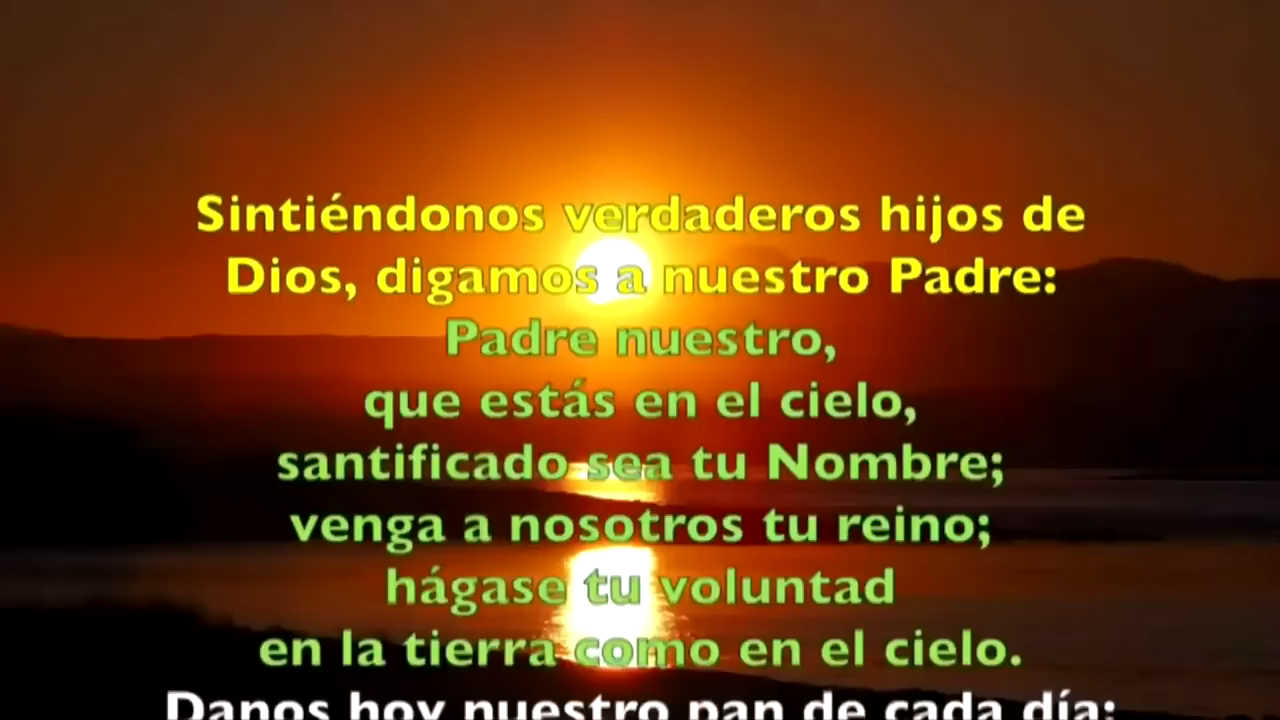 Sintiéndonos verdaderos hijos de
Dios, digamos a nuestro Padre:
Padre nuestro,
que estás en el cielo,
santificado sea tu Nombre;
venga a nosotros tu reino;
hágase tu voluntad
en la tierra como en el cielo.
Danos hoy nuestro pan de cada día;